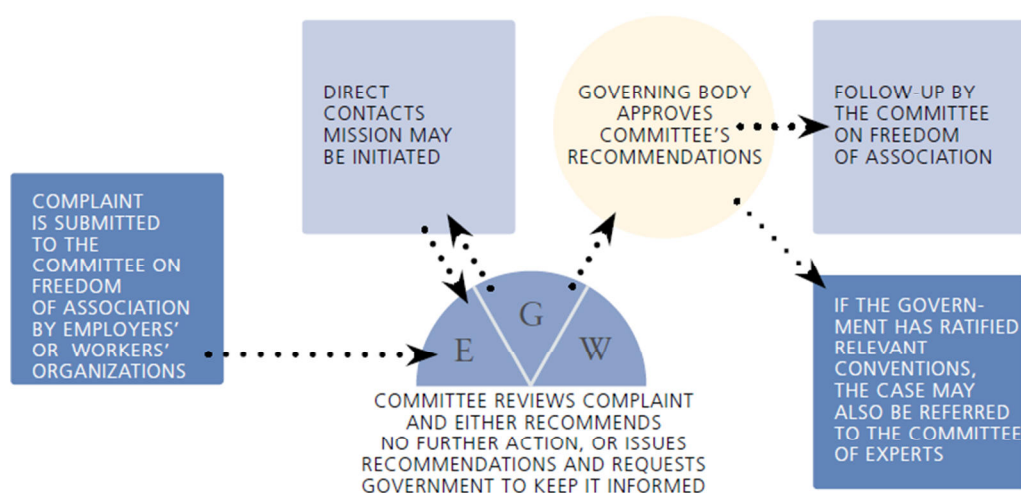 COMPLAINT
IS SUBMITTED
TO THE
COMMITTEE ON
FREEDOM
OF ASSOCIATION
BY EMPLOYERS’
OR WORKERS’
ORGANIZATIONS
DIRECT
CONTACTS
MISSION MAY
BE INITIATED
E
G
W
COMMITTEE REVIEWS COMPLAINT
AND EITHER RECOMMENDS
NO FURTHER ACTION, OR ISSUES
RECOMMENDATIONS AND REQUESTS
GOVERNMENT TO KEEP IT INFORMED
GOVERNING BODY
APPROVES
COMMITTEE’S
RECOMMENDATIONS
FOLLOW-UP BY
THE COMMITTEE
ON FREEDOM
OF ASSOCIATION
IF THE GOVERN-
MENT HAS RATIFIED
RELEVANT
CONVENTIONS,
THE CASE MAY
ALSO BE REFERRED
TO THE COMMITTEE
OF EXPERTS